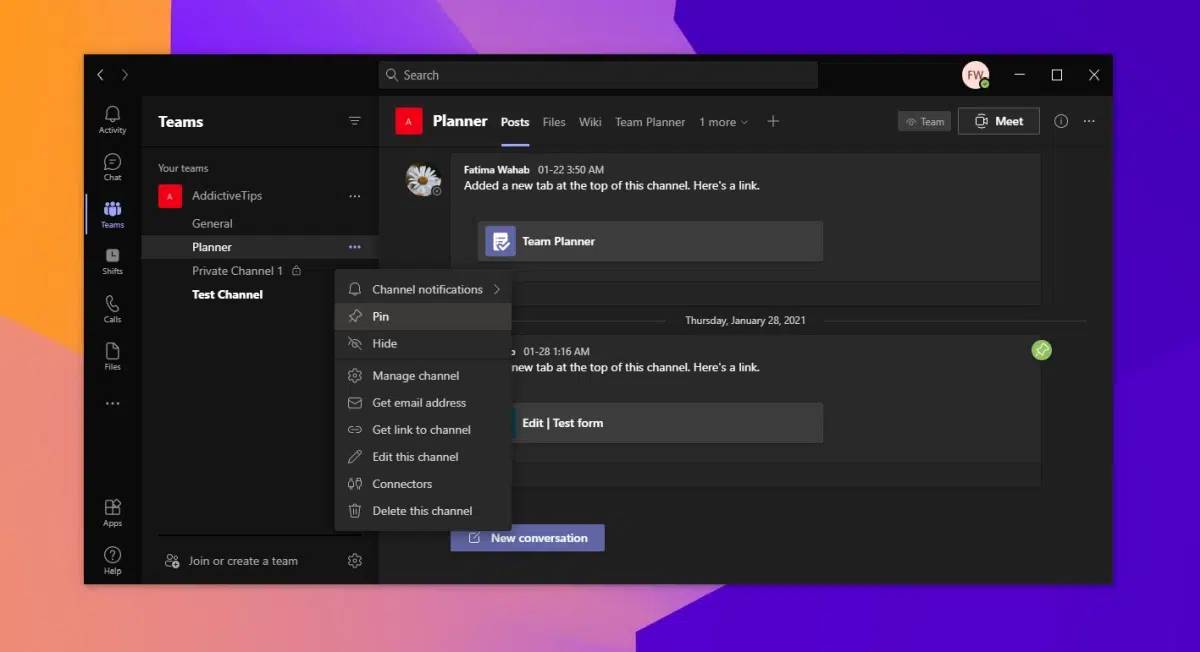 Search
FW
Activity
Chat
Teams
Shifts
Calls
Files
Apps
Help
Teams
Your teams
A
AddictiveTips
General
Planner
Private Channel 1
Test Channel
Join or create a team
A
Planner
Posts
Files
Wiki
Team Planner
1 more
Team
Meet
Fatima Wahab 01-22 3:50 AM
Added a new tab at the top of this channel. Here's a link.
Team Planner
Thursday, January 28, 2021
01-28 1:16 AM
new tab at the top of this channel. Here's a link.
Edit | Test form
New conversation
Channel notifications
Pin
Hide
Manage channel
Get email address
Get link to channel
Edit this channel
Connectors
Delete this channel